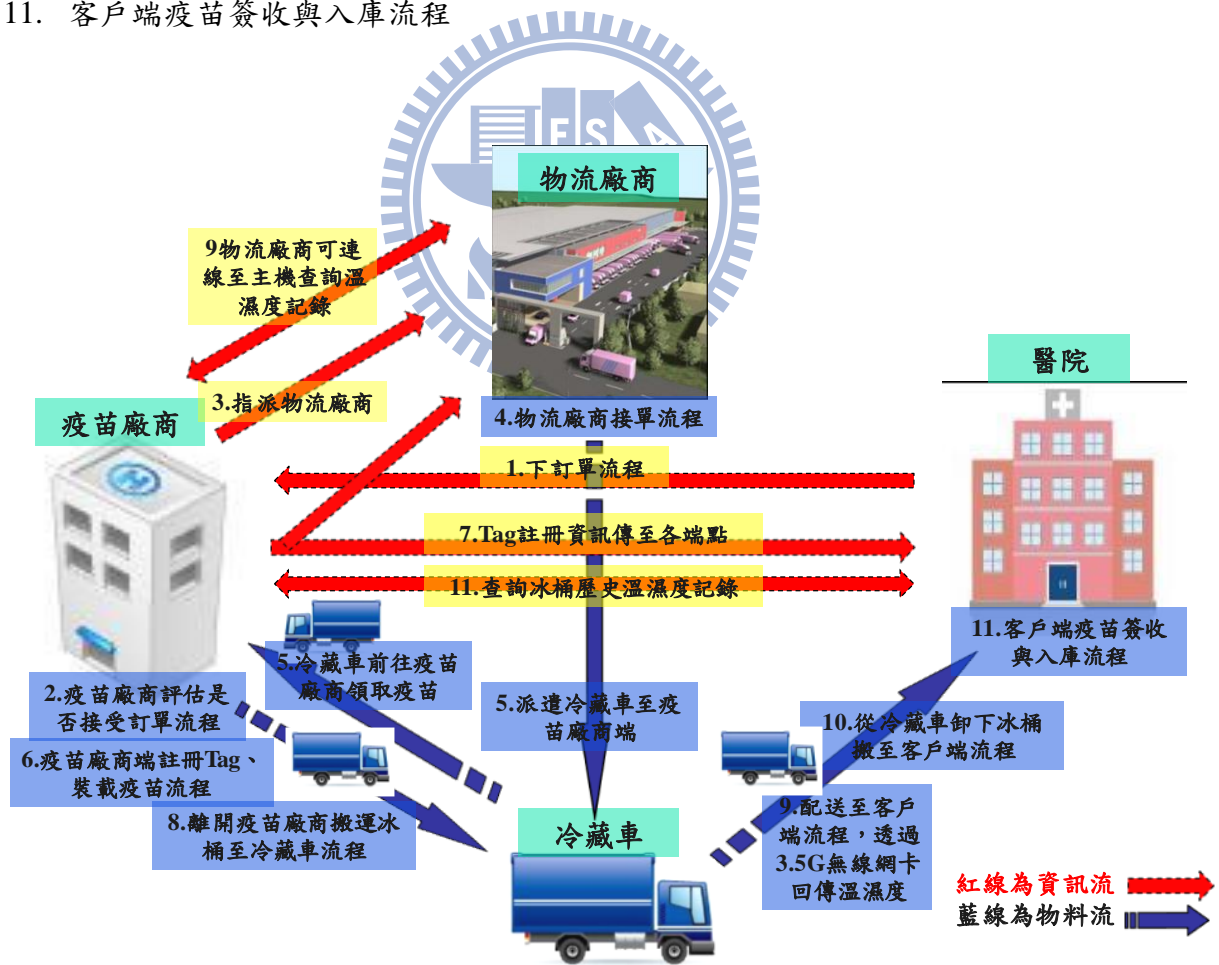 11. 客戶端疫苗簽收與入庫流程
ESA
物流廠商
9物流廠商可連
線至主機查詢溫
濕度記錄
醫院
3.指派物流廠商
疫苗廠商
4.物流廠商接單流程
1.下訂單流程
H
7.Tag註冊資訊傳至各端點
11.查詢冰桶歷史溫濕度記錄
11.客戶端疫苗簽收
與入庫流程
5.冷藏車前往疫苗
廠商領取疫苗
2.疫苗廠商評估是
否接受訂單流程
5.派遣冷藏車至疫
苗廠商端
10.從冷藏車卸下冰桶
搬至客戶端流程
6.疫苗廠商端註冊Tag、
裝載疫苗流程
8.離開疫苗廠商搬運冰
桶至冷藏車流程
冷藏車
9.配送至客戶
端流程，透過
3.5G無線網卡
回傳溫濕度
紅線為資訊流
藍線為物料流